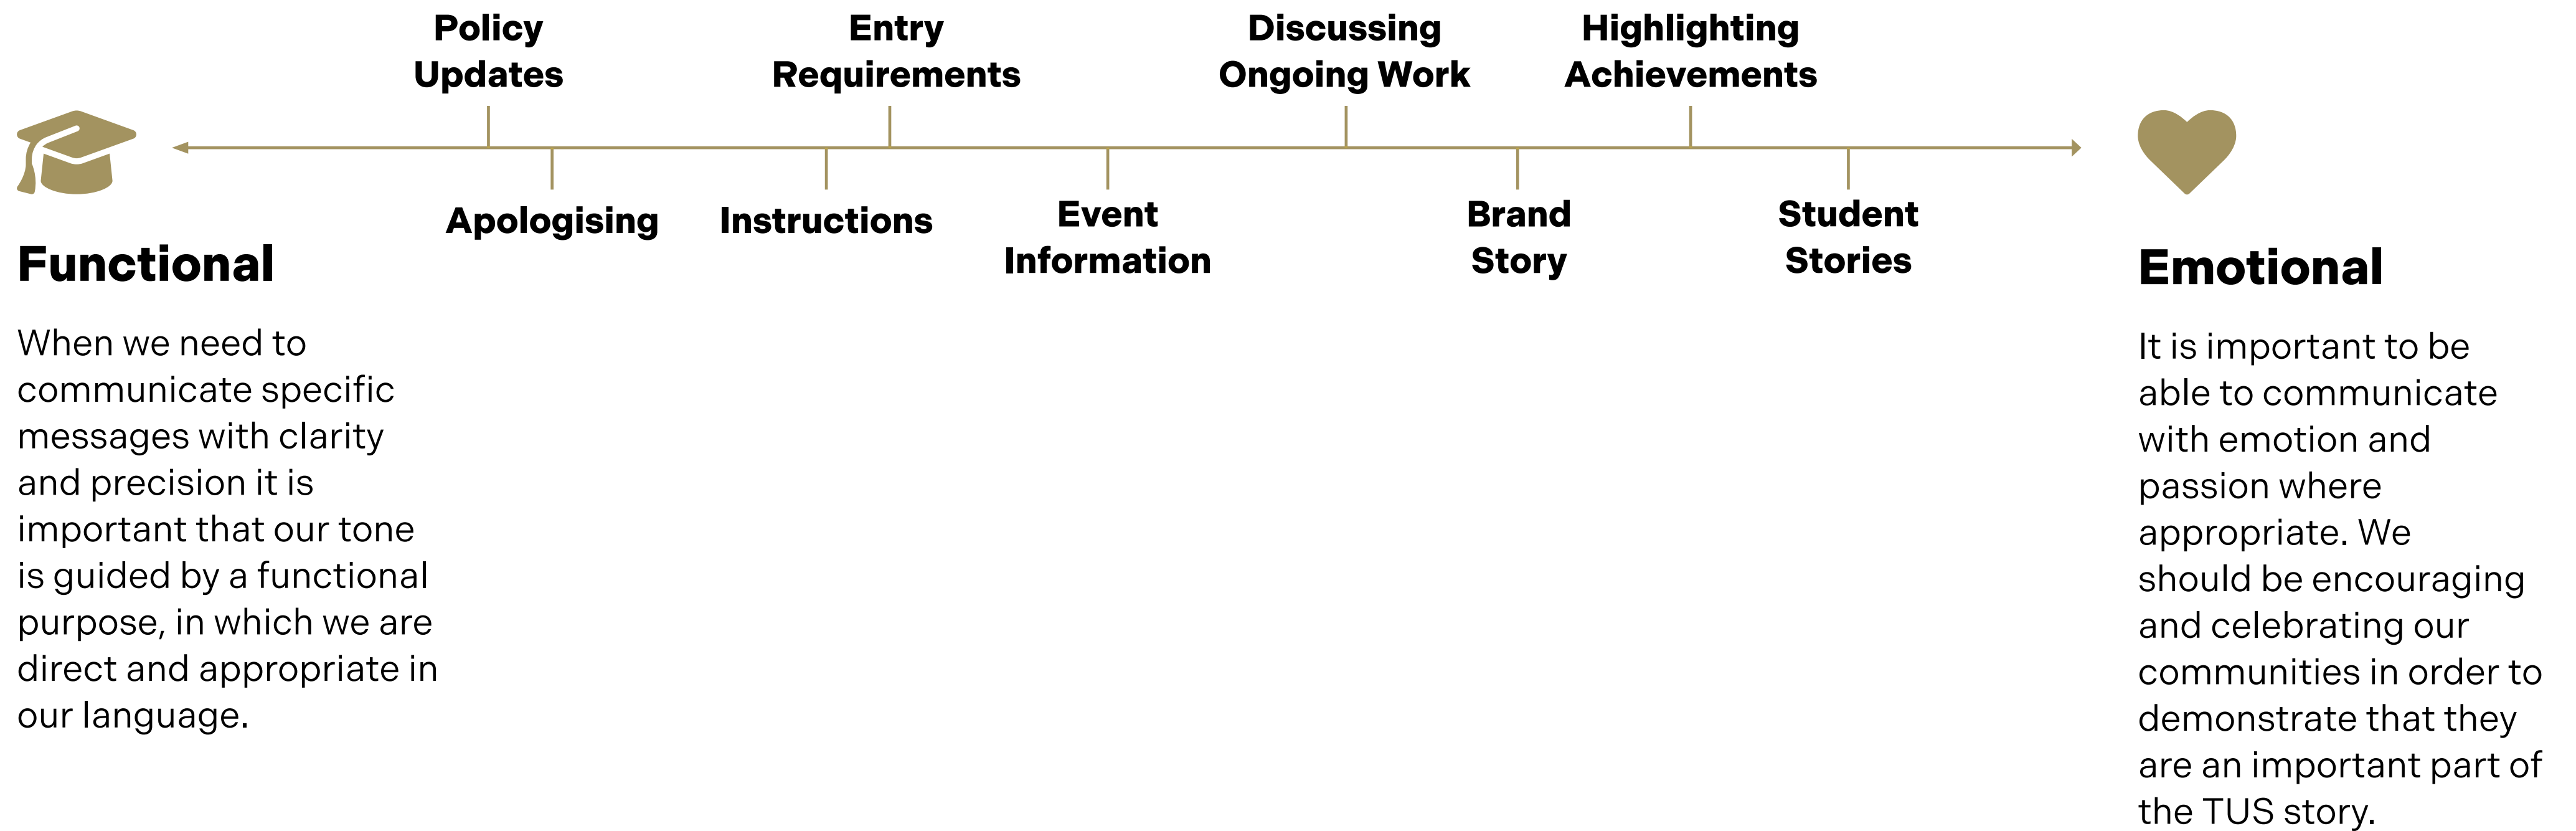 Policy
Updates
Entry
Requirements
Discussing
Ongoing Work
Highlighting
Achievements
Apologising
Instructions
Event
Information
Brand
Story
Student
Stories
Functional
When we need to
communicate specific
messages with clarity
and precision it is
important that our tone
is guided by a functional
purpose, in which we are
direct and appropriate in
our language.
Emotional
It is important to be
able to communicate
with emotion and
passion where
appropriate. We
should be encouraging
and celebrating our
communities in order to
demonstrate that they
are an important part of
the TUS story.